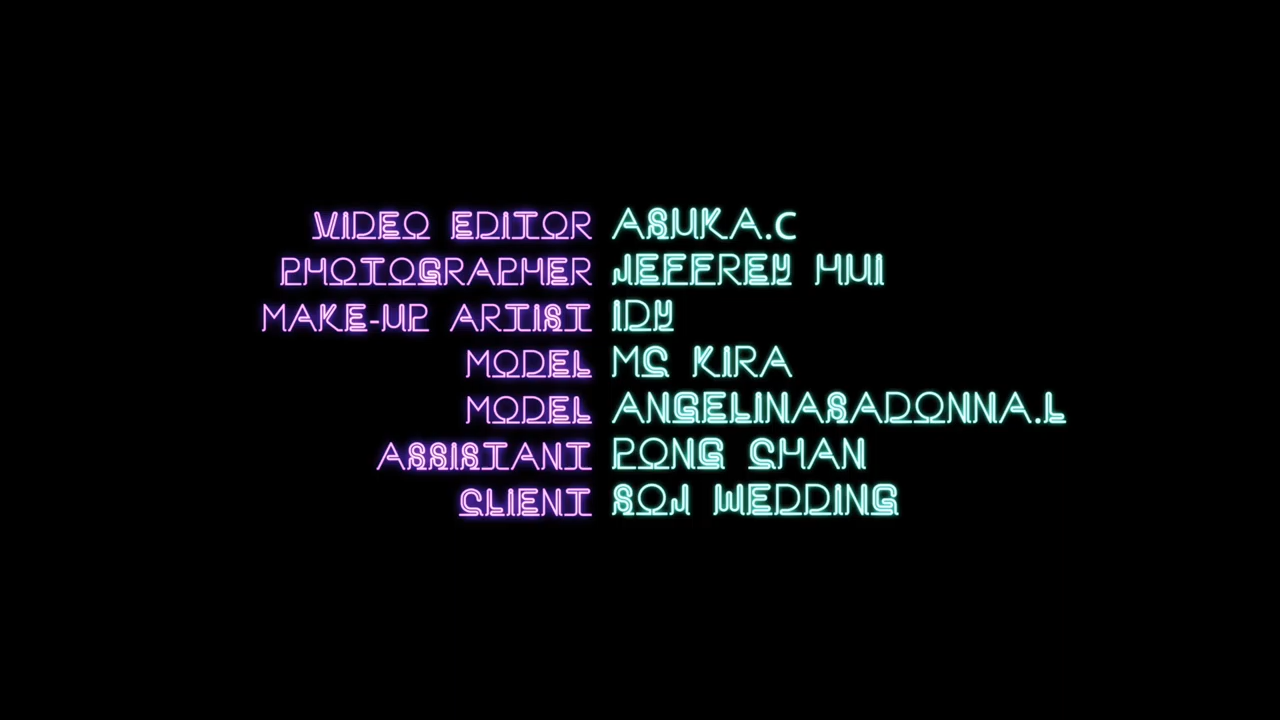 VIDEO EDITOR ASUKA.C
PHOTOGRAPHER JEFFREY HUI
MAKE-UP ARTIST IDY
MODEL MC KIRA
MODEL ANGELINASADONNA.L
ASSISTANT PONG CHAN
CLIENT SOJ WEDDING